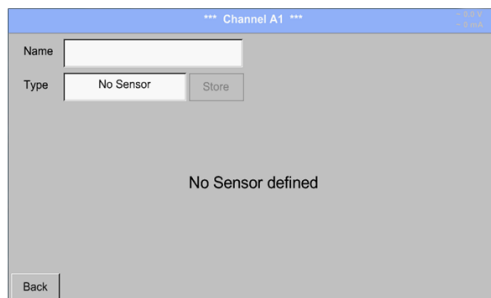 *** Channel A1 ***
Name
Type No Sensor Store
No Sensor defined
Back